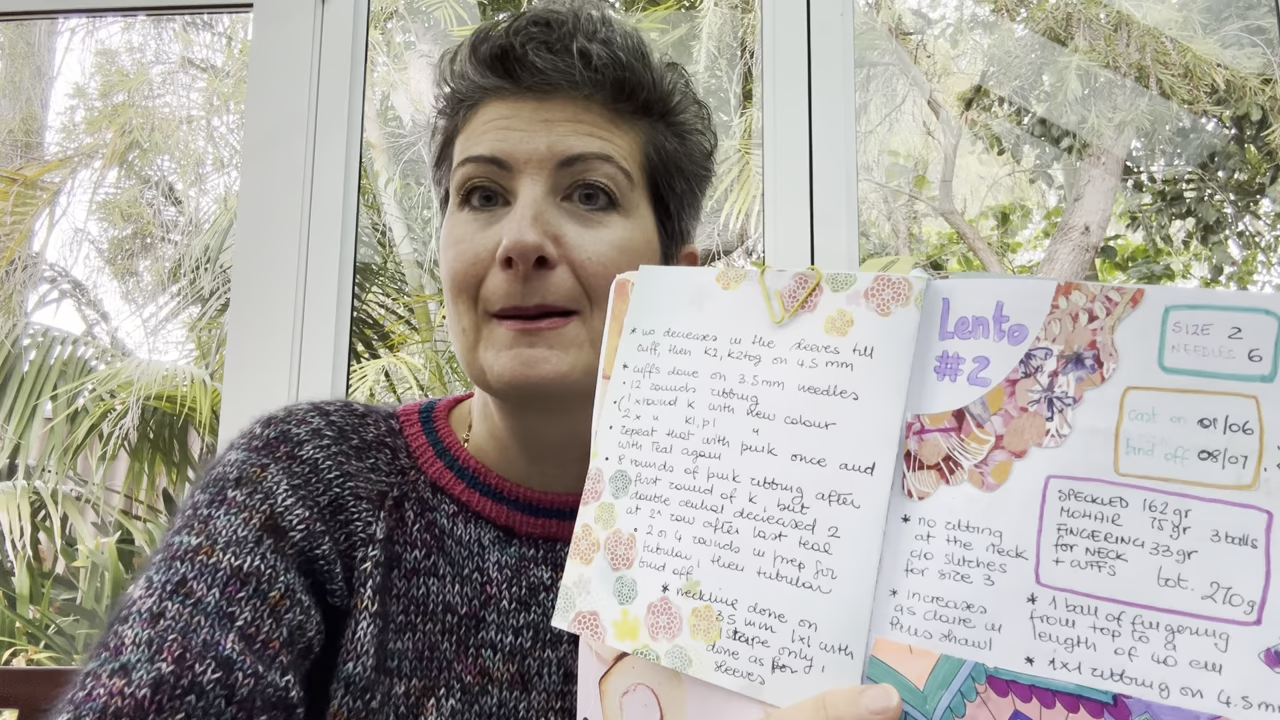 * no decreases in the sleeves till
cuff, then K2, K2tog on 4.5 mm
* cuffs done on 3.5mm needles
• 12 rounds ribbing
• (1x round K with new colour
2x " K1, p1 "
• repeat that with pink once and
with Teal again
• 8 rounds of pink ribbing after
first round of K, but
double central decreased 2
at 2ⁿ row after last teal
• 2 or 4 rounds in prep for
tubular, then tubular
bind off
* neckline done on
3.5 mm 1x1 with
1 stripe only,
done as for
sleeves
Lento
#2
SIZE 2
NEEDLES 6
cast on 01/06
bind off 08/07
SPECKLED 162 gr
MOHAIR 75 gr 3 balls
FINGERING 33 gr
for NECK
+ CUFFS
tot. 270g
* no ribbing
at the neck
c/o stitches
for size 3
* increases
as Claire in
Pins shawl
* 1 ball of fingering
from top to a
length of 40 cm
* 1x1 ribbing on 4.5m